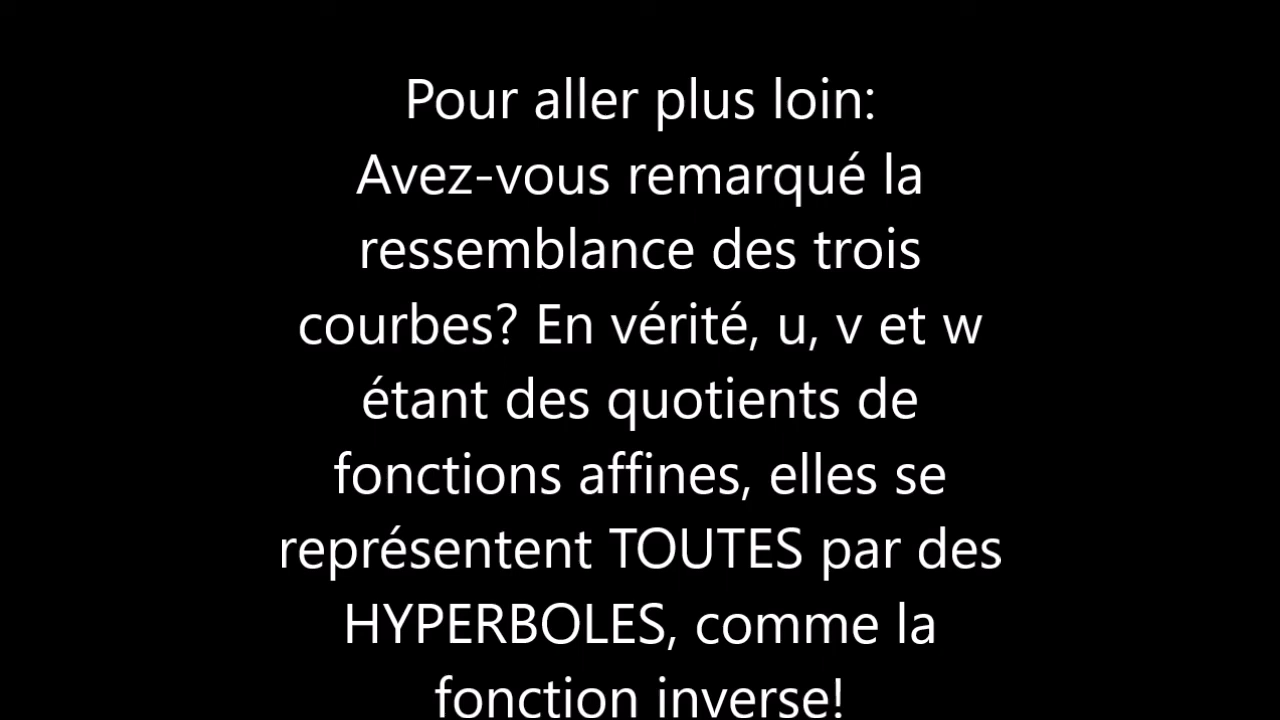 Pour aller plus loin:
Avez-vous remarqué la
ressemblance des trois
courbes? En vérité, u, v et w
étant des quotients de
fonctions affines, elles se
représentent TOUTES par des
HYPERBOLES, comme la
fonction inverse!